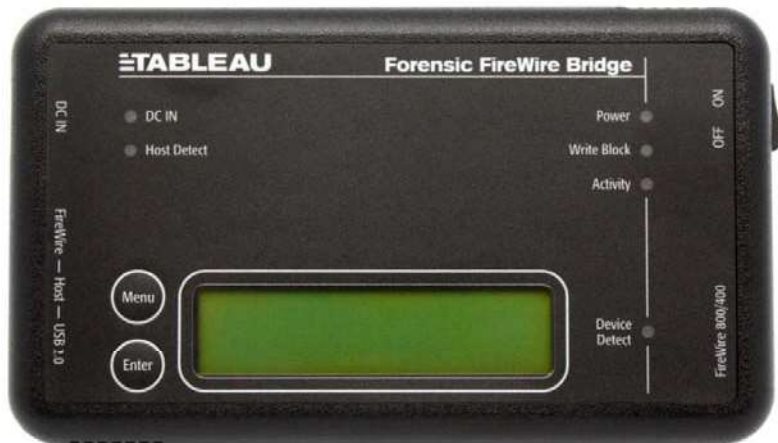 TABLEAU
Forensic FireWire Bridge
DC IN
DC IN
Host Detect
Power
Write Block
Activity
OFF ON
FireWire — Host — USB 2.0
Menu
Enter
Device
Detect
FireWire 800/400